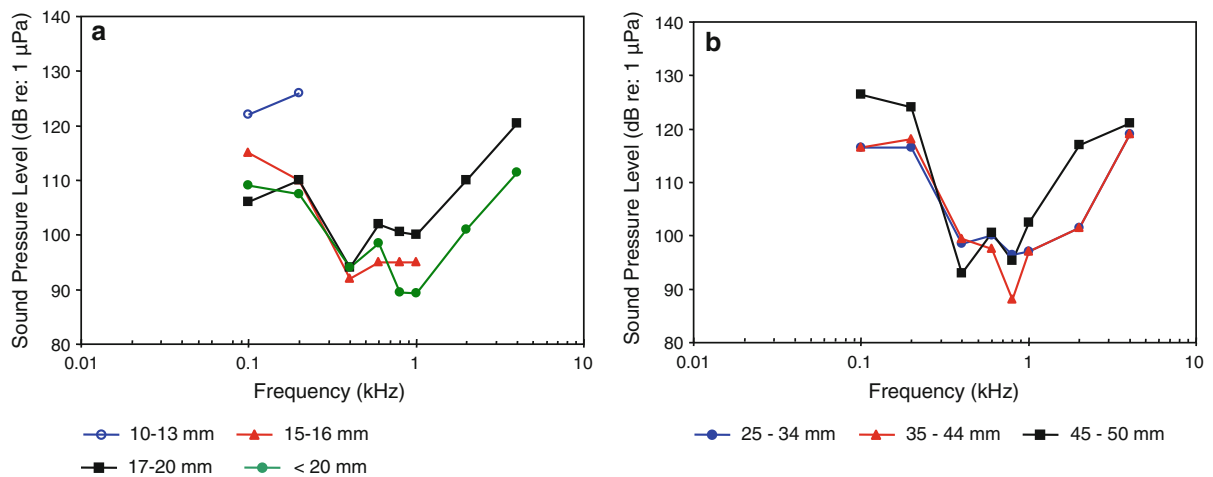 a
Sound Pressure Level (dB re: 1 µPa)
140
130
120
110
100
90
80
0.01
0.1
1
10
Frequency (kHz)
10-13 mm
15-16 mm
17-20 mm
< 20 mm
b
Sound Pressure Level (dB re: 1 µPa)
140
130
120
110
100
90
80
0.01
0.1
1
10
Frequency (kHz)
25 - 34 mm
35 - 44 mm
45 - 50 mm